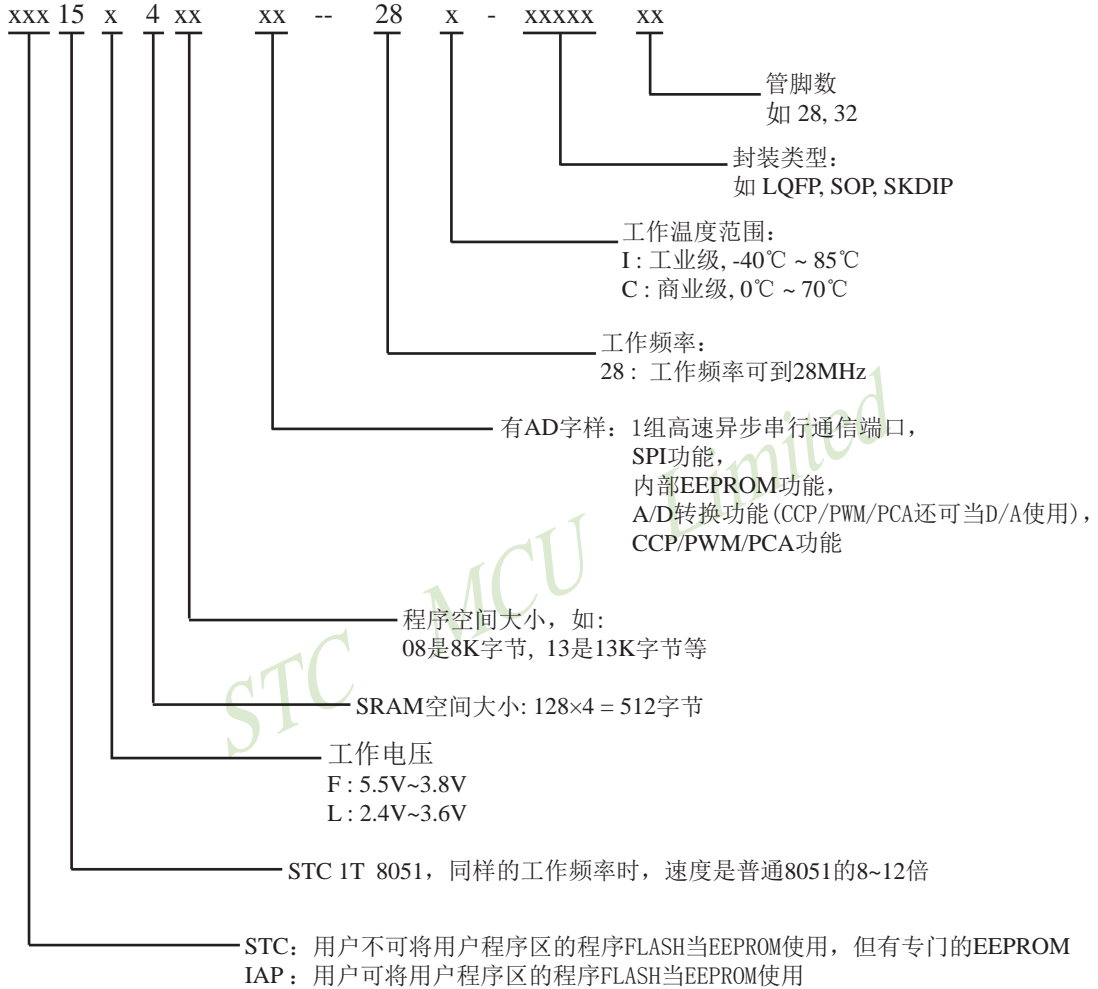 xxx 15 x 4 xx xx -- 28 x - xxxxx xx
管脚数
如 28, 32
封装类型：
如 LQFP, SOP, SKDIP
工作温度范围：
I : 工业级, -40℃ ~ 85℃
C : 商业级, 0℃ ~ 70℃
工作频率：
28 : 工作频率可到28MHz
有AD字样：1组高速异步串行通信端口，
SPI功能，
内部EEPROM功能，
A/D转换功能(CCP/PWM/PCA还可当D/A使用)，
CCP/PWM/PCA功能
程序空间大小，如:
08是8K字节, 13是13K字节等
SRAM空间大小: 128×4 = 512字节
工作电压
F : 5.5V~3.8V
L : 2.4V~3.6V
STC 1T 8051，同样的工作频率时，速度是普通8051的8~12倍
STC：用户不可将用户程序区的程序FLASH当EEPROM使用，但有专门的EEPROM
IAP：用户可将用户程序区的程序FLASH当EEPROM使用
STC MCU Limited